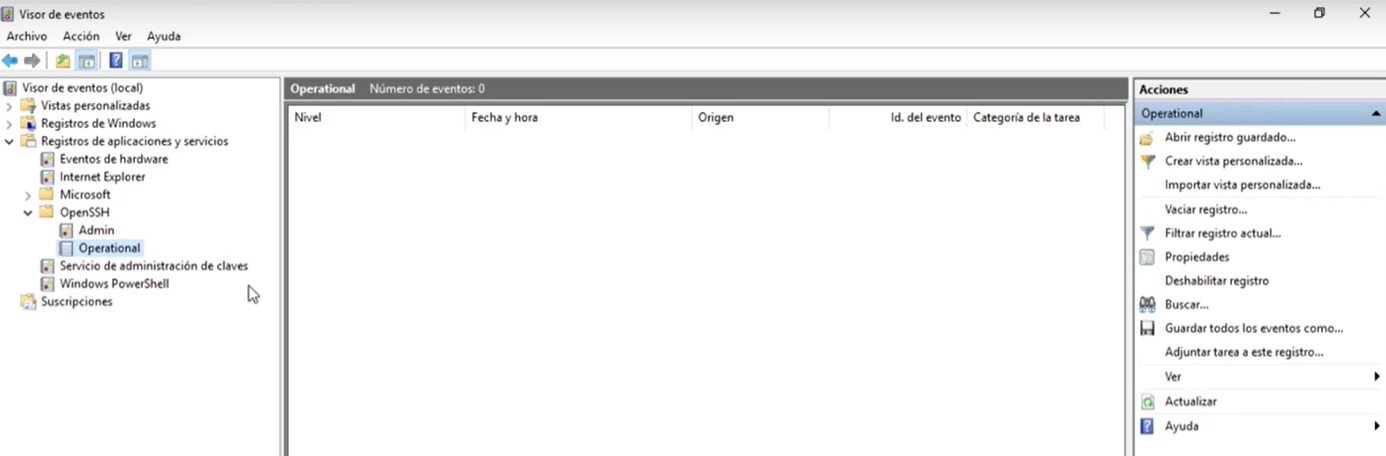 Visor de eventos
Archivo Acción Ver Ayuda
Visor de eventos (local)
Vistas personalizadas
Registros de Windows
Registros de aplicaciones y servicios
Eventos de hardware
Internet Explorer
Microsoft
OpenSSH
Admin
Operational
Servicio de administración de claves
Windows PowerShell
Suscripciones
Operational Número de eventos: 0
Nivel Fecha y hora Origen Id. del evento Categoría de la tarea
Acciones
Operational
Abrir registro guardado...
Crear vista personalizada...
Importar vista personalizada...
Vaciar registro...
Filtrar registro actual...
Propiedades
Deshabilitar registro
Buscar...
Guardar todos los eventos como...
Adjuntar tarea a este registro...
Ver
Actualizar
Ayuda